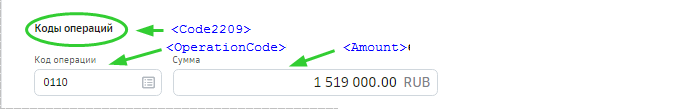 Коды операций <Code2209>
<OperationCode> <Amount>
Код операции Сумма
0110 1 519 000.00 RUB